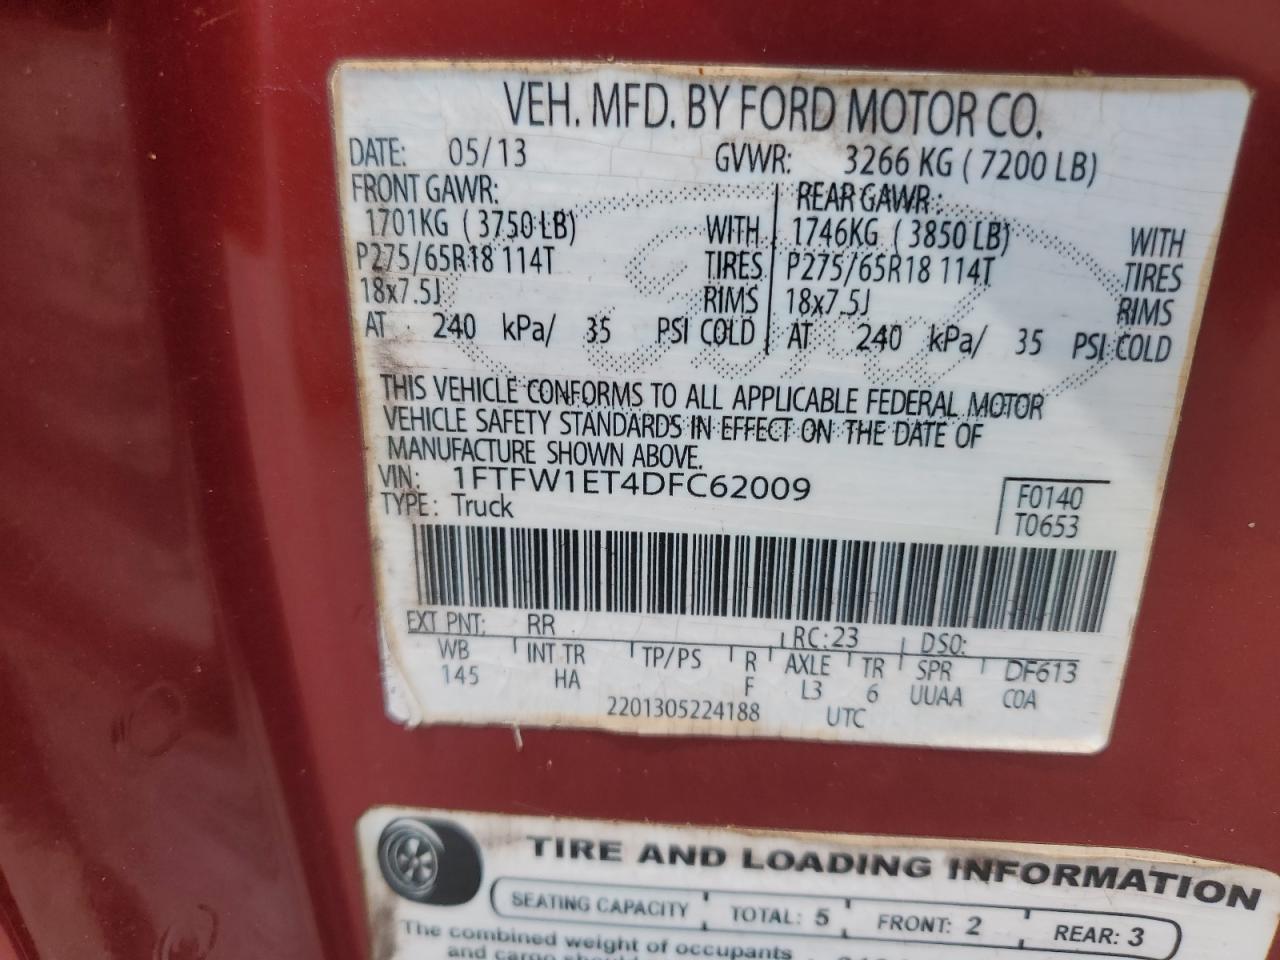 VEH. MFD. BY FORD MOTOR CO.
DATE: 05/13 GVWR: 3266 KG ( 7200 LB)
FRONT GAWR: REAR GAWR:
1701KG ( 3750 LB) WITH 1746KG ( 3850 LB) WITH
P275/65R18 114T TIRES P275/65R18 114T TIRES
18x7.5J RIMS 18x7.5J RIMS
AT 240 kPa/ 35 PSI COLD AT 240 kPa/ 35 PSI COLD
THIS VEHICLE CONFORMS TO ALL APPLICABLE FEDERAL MOTOR
VEHICLE SAFETY STANDARDS IN EFFECT ON THE DATE OF
MANUFACTURE SHOWN ABOVE.
VIN: 1FTFW1ET4DFC62009 F0140
TYPE: Truck T0653
EXT PNT: RR RC: 23 DSO:
WB INT TR TP/PS R AXLE TR SPR DF613
145 HA F L3 6 UUAA COA
2201305224188 UTC
TIRE AND LOADING INFORMATION
SEATING CAPACITY TOTAL: 5 FRONT: 2 REAR: 3
The combined weight of occupants
and cargo should